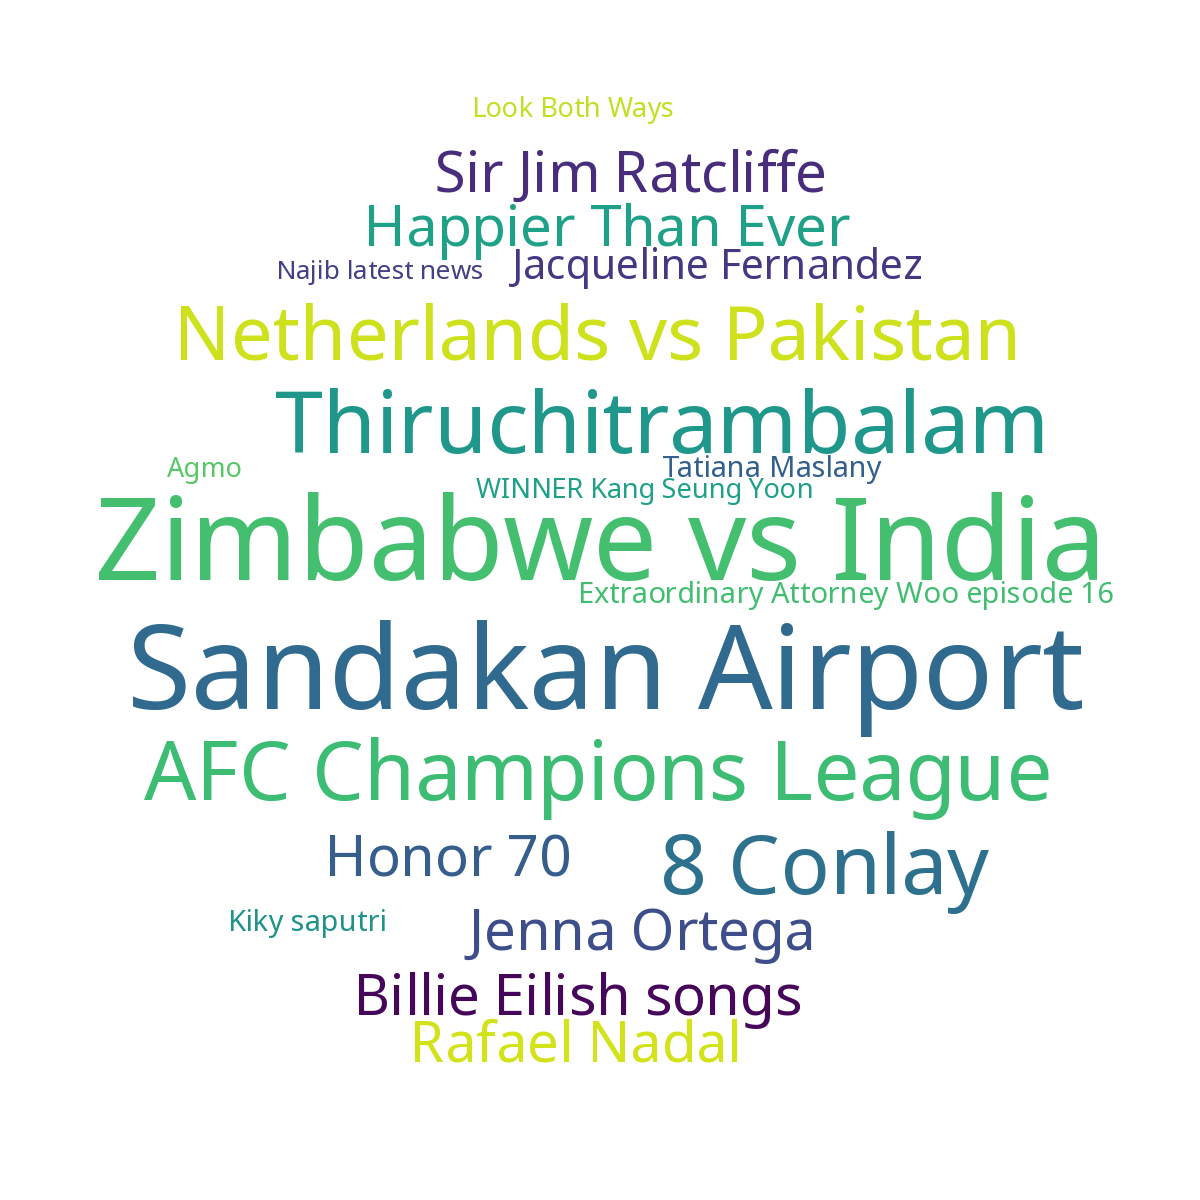 Look Both Ways
Sir Jim Ratcliffe
Happier Than Ever
Najib latest news
Jacqueline Fernandez
Netherlands vs Pakistan
Thiruchitrambalam
Agmo
Tatiana Maslany
WINNER Kang Seung Yoon
Zimbabwe vs India
Extraordinary Attorney Woo episode 16
Sandakan Airport
AFC Champions League
Honor 70
8 Conlay
Kiky saputri
Jenna Ortega
Billie Eilish songs
Rafael Nadal